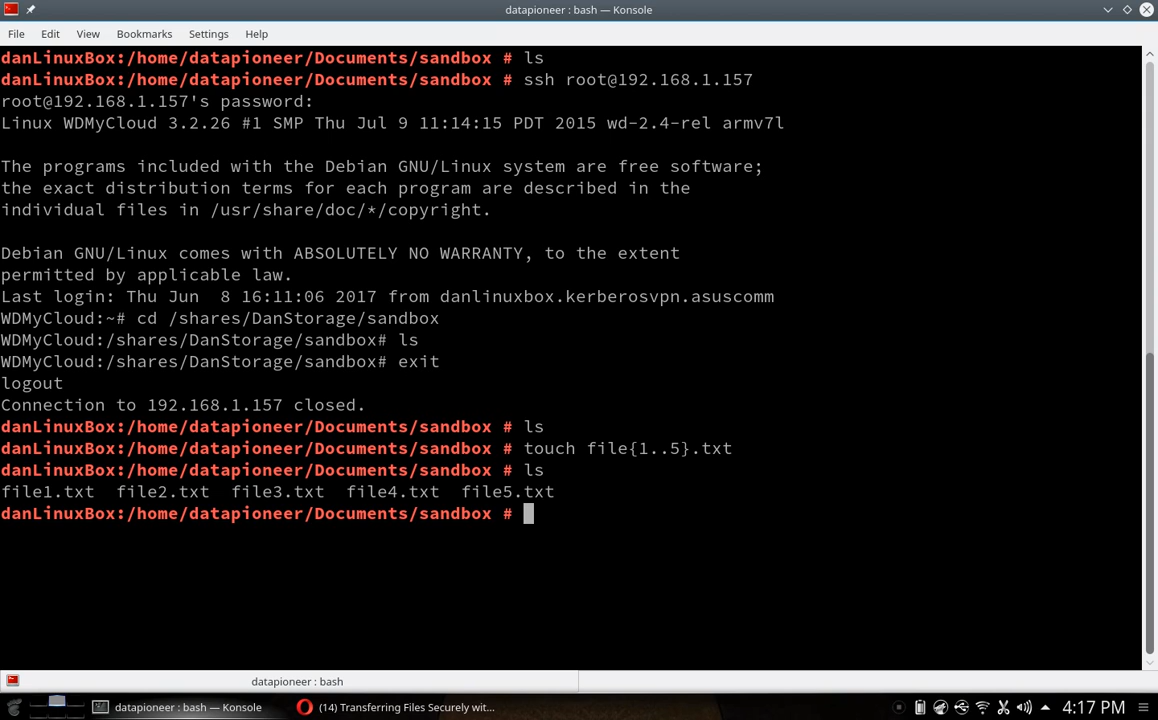 datapioneer : bash — Konsole
File Edit View Bookmarks Settings Help
danLinuxBox:/home/datapioneer/Documents/sandbox # ls
danLinuxBox:/home/datapioneer/Documents/sandbox # ssh root@192.168.1.157
root@192.168.1.157's password:
Linux WDMyCloud 3.2.26 #1 SMP Thu Jul 9 11:14:15 PDT 2015 wd-2.4-rel armv7l
The programs included with the Debian GNU/Linux system are free software;
the exact distribution terms for each program are described in the
individual files in /usr/share/doc/*/copyright.
Debian GNU/Linux comes with ABSOLUTELY NO WARRANTY, to the extent
permitted by applicable law.
Last login: Thu Jun  8 16:11:06 2017 from danlinuxbox.kerberosvpn.asuscomm
WDMyCloud:~# cd /shares/DanStorage/sandbox
WDMyCloud:/shares/DanStorage/sandbox# ls
WDMyCloud:/shares/DanStorage/sandbox# exit
logout
Connection to 192.168.1.157 closed.
danLinuxBox:/home/datapioneer/Documents/sandbox # ls
danLinuxBox:/home/datapioneer/Documents/sandbox # touch file{1..5}.txt
danLinuxBox:/home/datapioneer/Documents/sandbox # ls
file1.txt  file2.txt  file3.txt  file4.txt  file5.txt
danLinuxBox:/home/datapioneer/Documents/sandbox #
datapioneer : bash
datapioneer : bash — Konsole (14) Transferring Files Securely wit... 4:17 PM